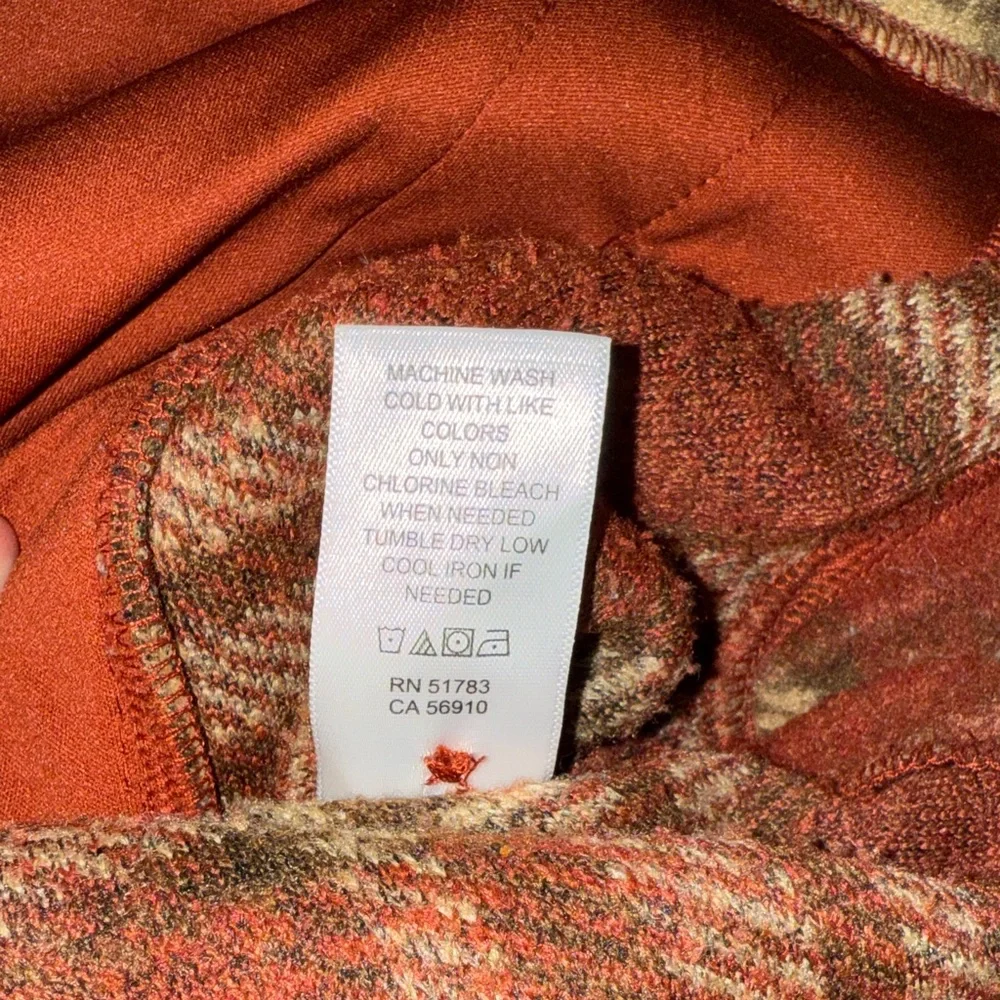 MACHINE WASH
COLD WITH LIKE
COLORS
ONLY NON
CHLORINE BLEACH
WHEN NEEDED
TUMBLE DRY LOW
COOL IRON IF
NEEDED
RN 51783
CA 56910